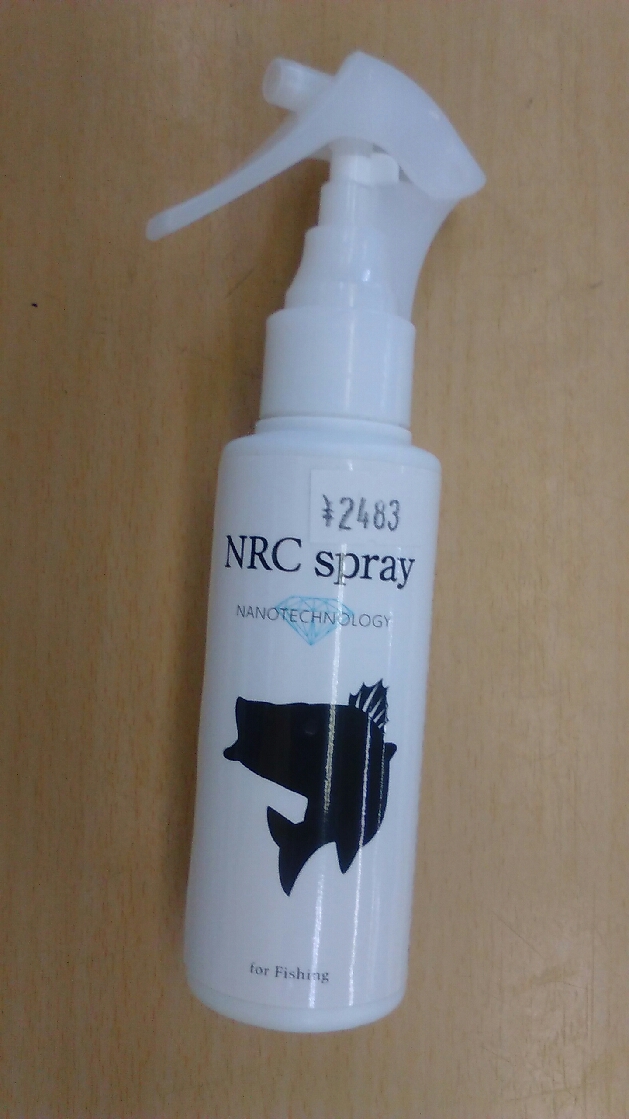 ¥2483
NRC spray
NANOTECHNOLOGY
for Fishing